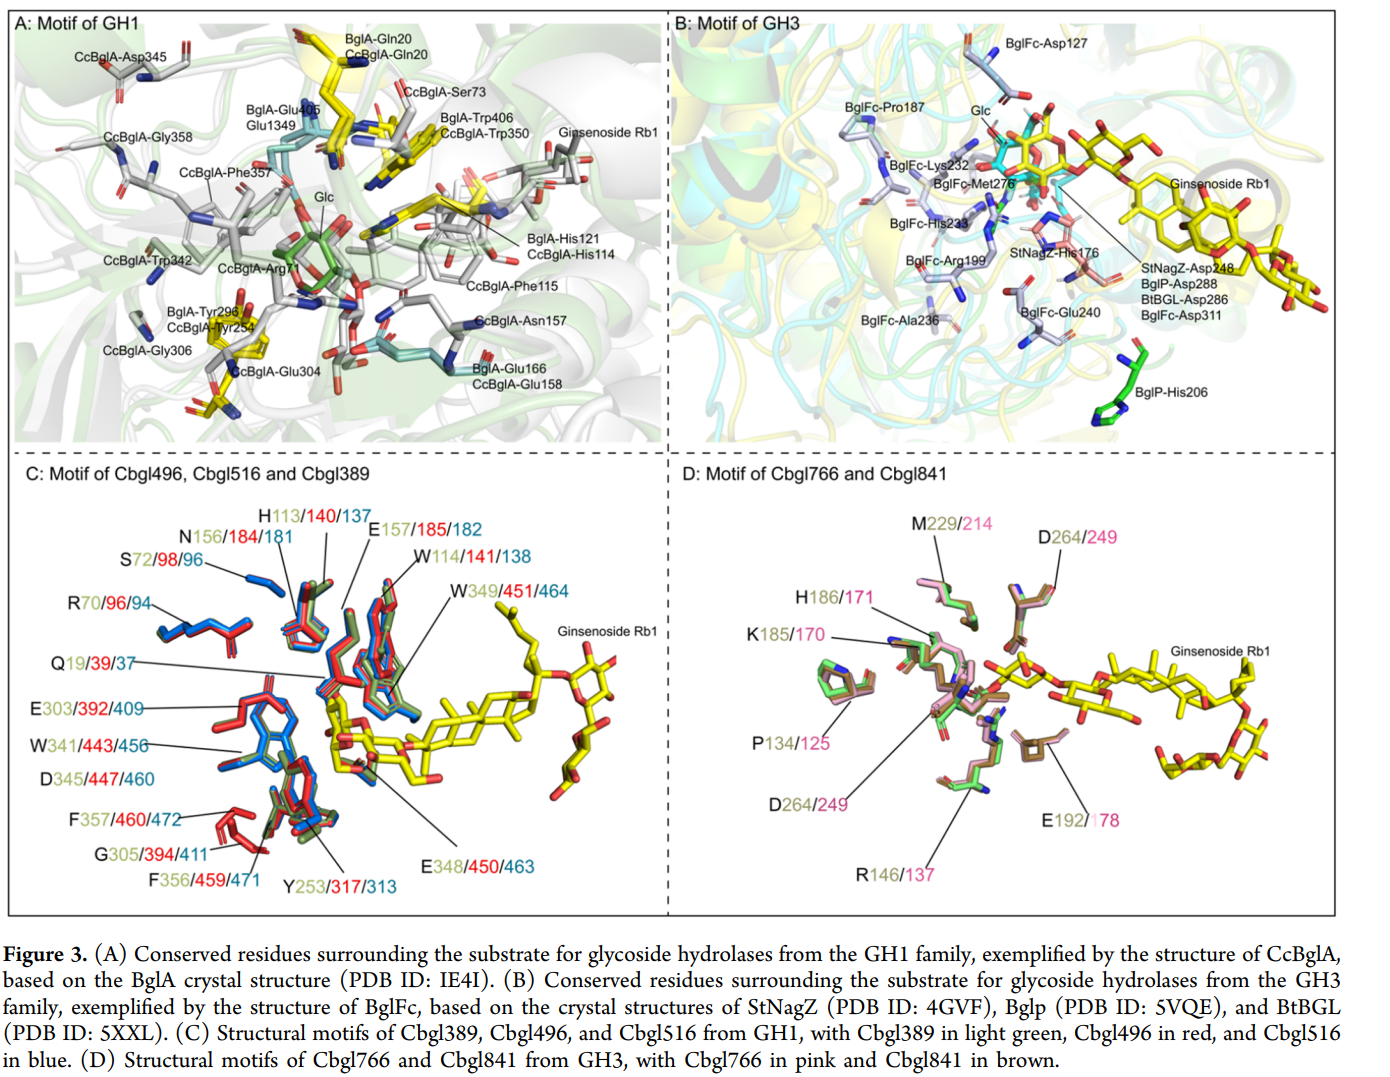 A: Motif of GH1
CcBglA-Asp345
BglA-Gln20
CcBglA-Gln20
CcBglA-Ser73
BglA-Glu405
Glu1349
BglA-Trp406
CcBglA-Trp350
Ginsenoside Rb1
CcBglA-Gly358
CcBglA-Phe357
Glc
BglA-His121
CcBglA-His114
CcBglA-Trp342
CcBglA-Arg71
CcBglA-Phe115
BglA-Tyr296
CcBglA-Tyr254
CcBglA-Asn157
CcBglA-Gly306
CcBglA-Glu304
BglA-Glu166
CcBglA-Glu158
B: Motif of GH3
BglFc-Asp127
BglFc-Pro187
Glc
BglFc-Lys232
BglFc-Met276
Ginsenoside Rb1
BglFc-His233
StNagZ-His176
BglFc-Arg199
StNagZ-Asp248
BglP-Asp288
BtBGL-Asp286
BglFc-Asp311
BglFc-Ala236
BglFc-Glu240
BglP-His206
C: Motif of Cbgl496, Cbgl516 and Cbgl389
H113/140/137
E157/185/182
N156/184/181
W114/141/138
S72/98/96
W349/451/464
R70/96/94
Ginsenoside Rb1
Q19/39/37
E303/392/409
W341/443/456
D345/447/460
F357/460/472
G305/394/411
F356/459/471
Y253/317/313
E348/450/463
D: Motif of Cbgl766 and Cbgl841
M229/214
D264/249
H186/171
K185/170
Ginsenoside Rb1
P134/125
D264/249
E192/178
R146/137
Figure 3. (A) Conserved residues surrounding the substrate for glycoside hydrolases from the GH1 family, exemplified by the structure of CcBglA,
based on the BglA crystal structure (PDB ID: IE4I). (B) Conserved residues surrounding the substrate for glycoside hydrolases from the GH3
family, exemplified by the structure of BglFc, based on the crystal structures of StNagZ (PDB ID: 4GVF), Bglp (PDB ID: 5VQE), and BtBGL
(PDB ID: 5XXL). (C) Structural motifs of Cbgl389, Cbgl496, and Cbgl516 from GH1, with Cbgl389 in light green, Cbgl496 in red, and Cbgl516
in blue. (D) Structural motifs of Cbgl766 and Cbgl841 from GH3, with Cbgl766 in pink and Cbgl841 in brown.